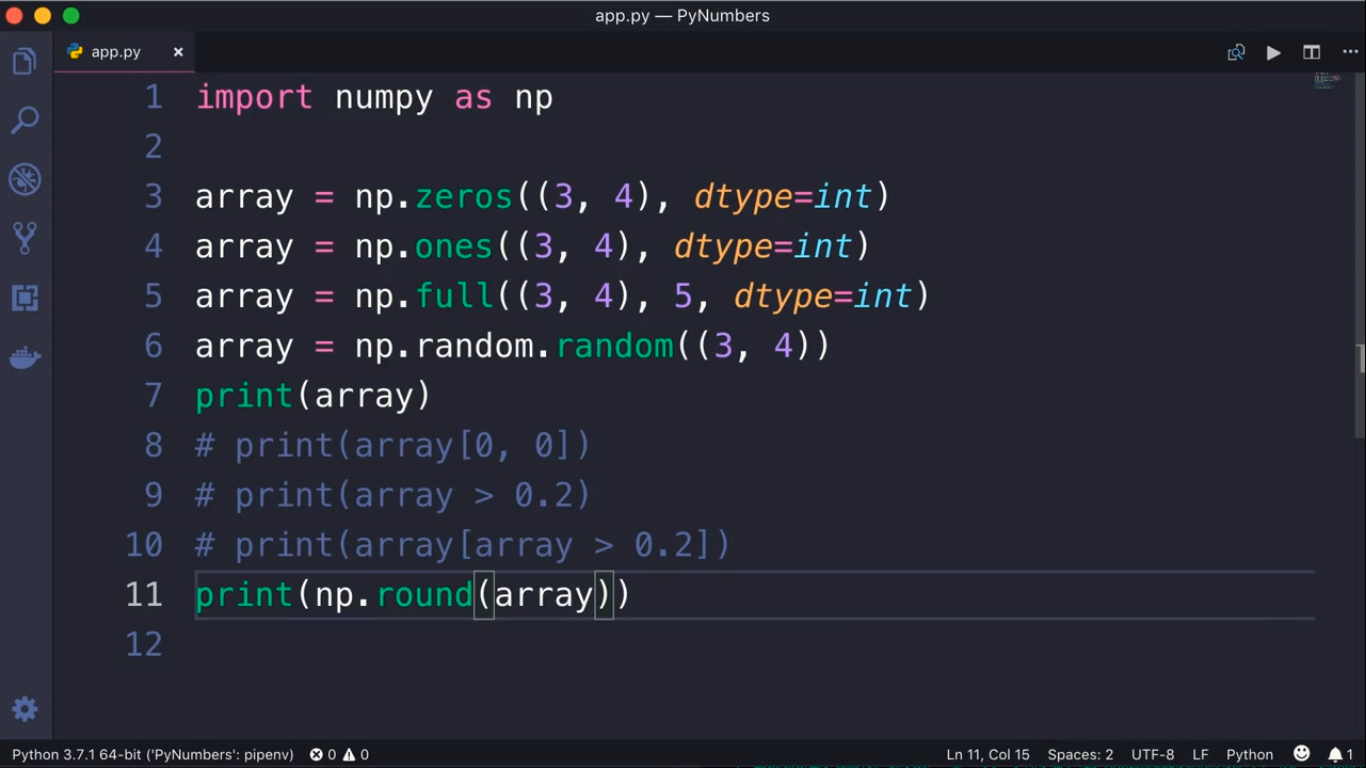 app.py — PyNumbers
app.py ×
1 import numpy as np
2
3 array = np.zeros((3, 4), dtype=int)
4 array = np.ones((3, 4), dtype=int)
5 array = np.full((3, 4), 5, dtype=int)
6 array = np.random.random((3, 4))
7 print(array)
8 # print(array[0, 0])
9 # print(array > 0.2)
10 # print(array[array > 0.2])
11 print(np.round(array))
12
Python 3.7.1 64-bit ('PyNumbers': pipenv) 0 0 Ln 11, Col 15 Spaces: 2 UTF-8 LF Python 1